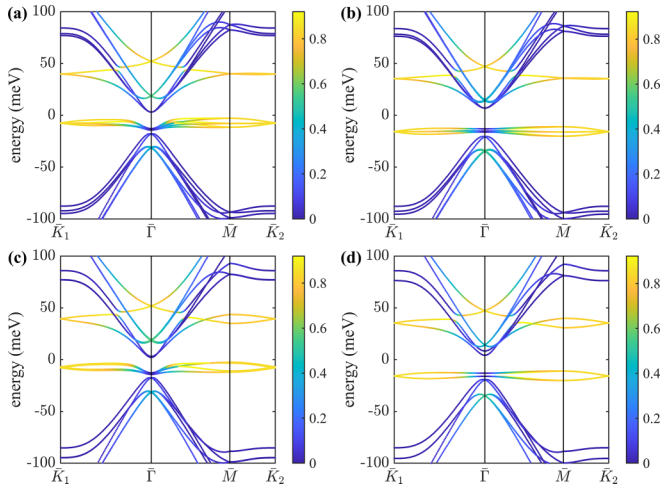 (a)
100
50
0
-50
-100
energy (meV)
K̄₁
Γ̄
M̄
K̄₂
0.8
0.6
0.4
0.2
0
(b)
100
50
0
-50
-100
energy (meV)
K̄₁
Γ̄
M̄
K̄₂
0.8
0.6
0.4
0.2
0
(c)
100
50
0
-50
-100
energy (meV)
K̄₁
Γ̄
M̄
K̄₂
0.8
0.6
0.4
0.2
0
(d)
100
50
0
-50
-100
energy (meV)
K̄₁
Γ̄
M̄
K̄₂
0.8
0.6
0.4
0.2
0